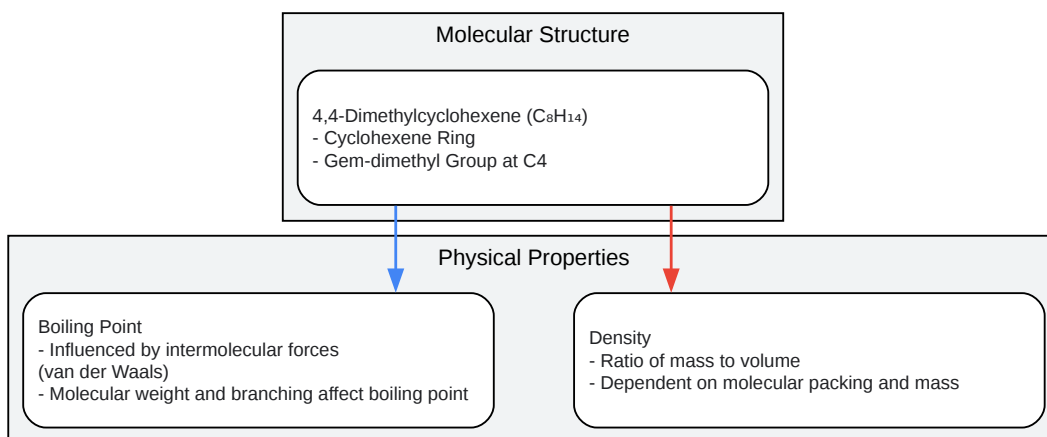 Molecular Structure
4,4-Dimethylcyclohexene (C₈H₁₄)
- Cyclohexene Ring
- Gem-dimethyl Group at C4
Physical Properties
Boiling Point
- Influenced by intermolecular forces
(van der Waals)
- Molecular weight and branching affect boiling point
Density
- Ratio of mass to volume
- Dependent on molecular packing and mass